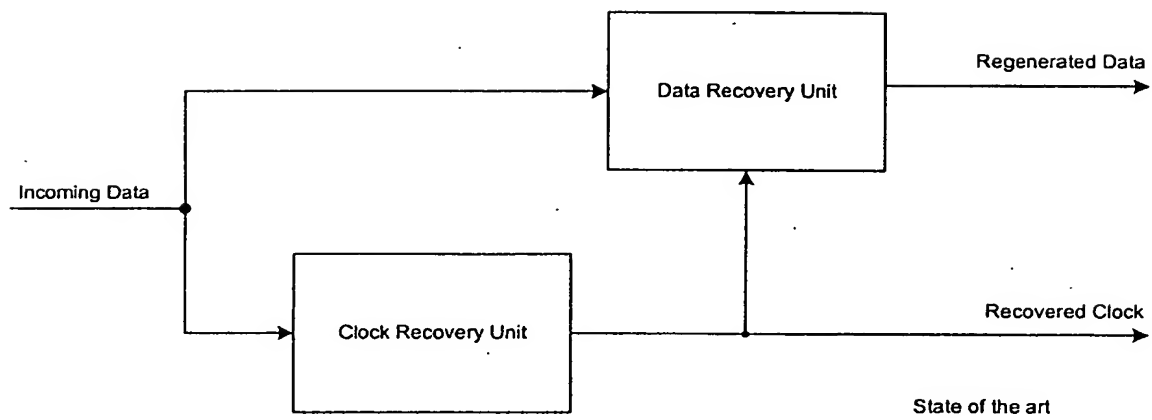 Regenerated Data
Data Recovery Unit
Incoming Data
Recovered Clock
Clock Recovery Unit
State of the art